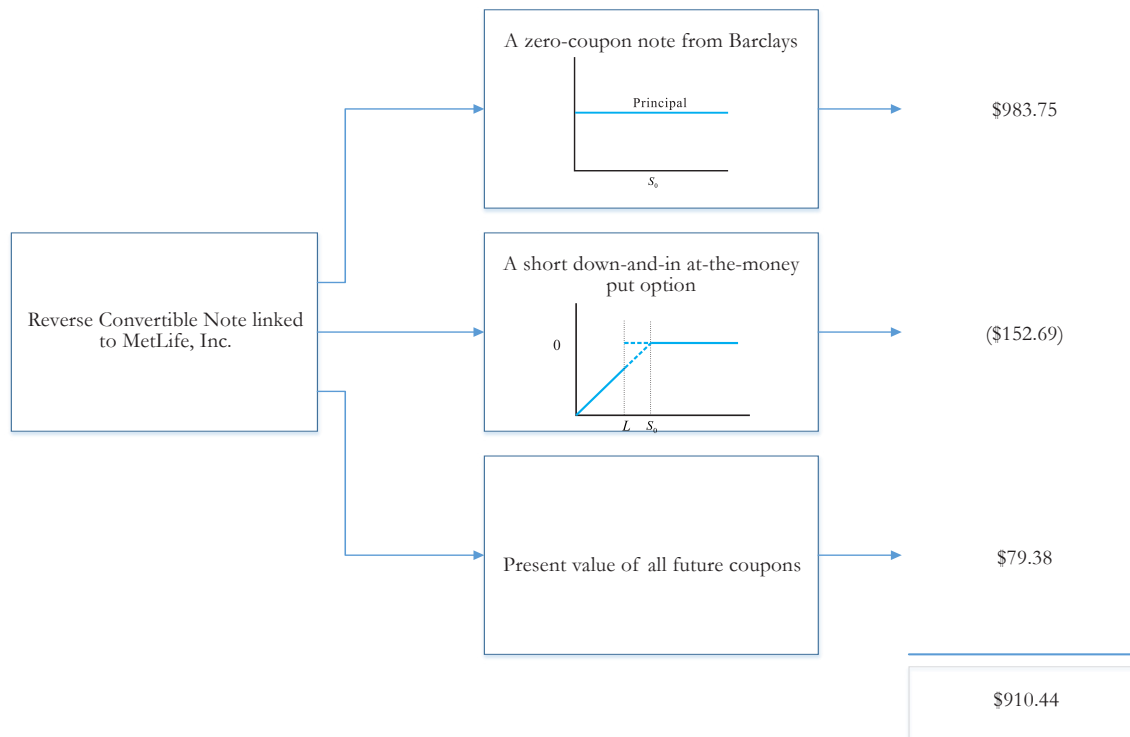 A zero-coupon note from Barclays
Principal
S₀
$983.75
Reverse Convertible Note linked
to MetLife, Inc.
A short down-and-in at-the-money
put option
0
L S₀
($152.69)
Present value of all future coupons
$79.38
$910.44